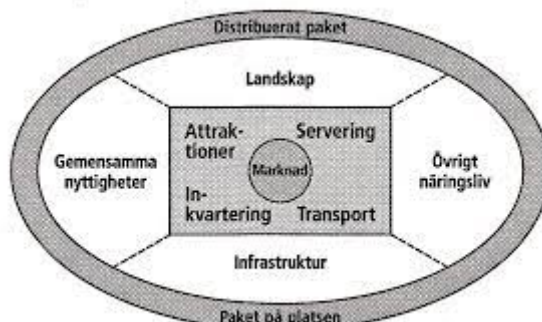 Distribuerat paket
Landskap
Attrak-
tioner
Servering
Gemensamma
nyttigheter
Marknad
Övrigt
näringsliv
In-
kvartering
Transport
Infrastruktur
Paket på platsen